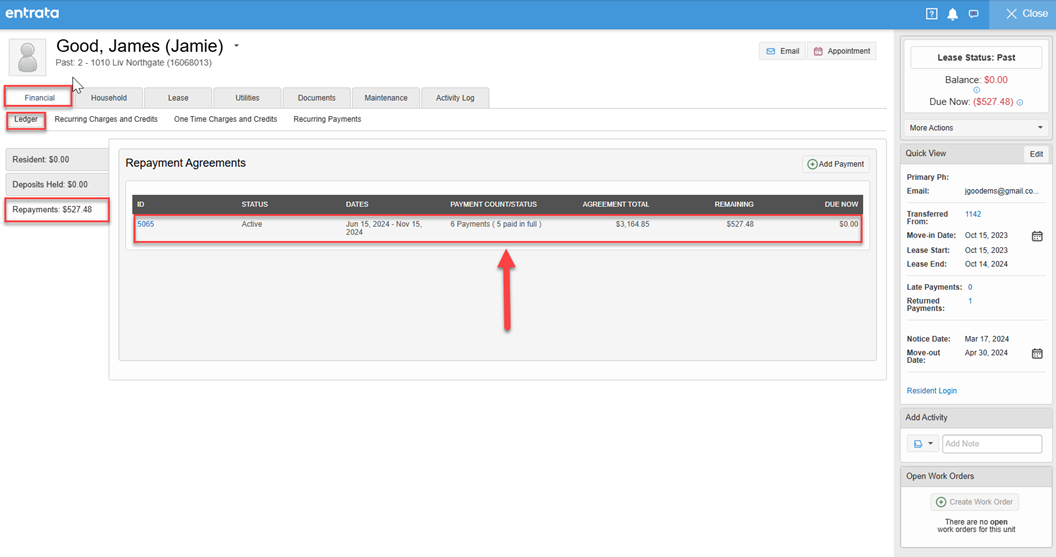 entrata
? Close
Good, James (Jamie)
Past: 2 - 1010 Liv Northgate (16068013)
Email Appointment
Financial Household Lease Utilities Documents Maintenance Activity Log
Ledger Recurring Charges and Credits One Time Charges and Credits Recurring Payments
Resident: $0.00
Deposits Held: $0.00
Repayments: $527.48
Repayment Agreements
Add Payment
ID STATUS DATES PAYMENT COUNT/STATUS AGREEMENT TOTAL REMAINING DUE NOW
5065 Active Jun 15, 2024 - Nov 15, 6 Payments ( 5 paid in full ) $3,164.85 $527.48 $0.00
2024
Lease Status: Past
Balance: $0.00
Due Now: ($527.48)
More Actions
Quick View Edit
Primary Ph:
Email: jgoodems@gmail.co...
Transferred 1142
From:
Move-in Date: Oct 15, 2023
Lease Start: Oct 15, 2023
Lease End: Oct 14, 2024
Late Payments: 0
Returned 1
Payments:
Notice Date: Mar 17, 2024
Move-out Apr 30, 2024
Date:
Resident Login
Add Activity
Add Note
Open Work Orders
Create Work Order
There are no open
work orders for this unit